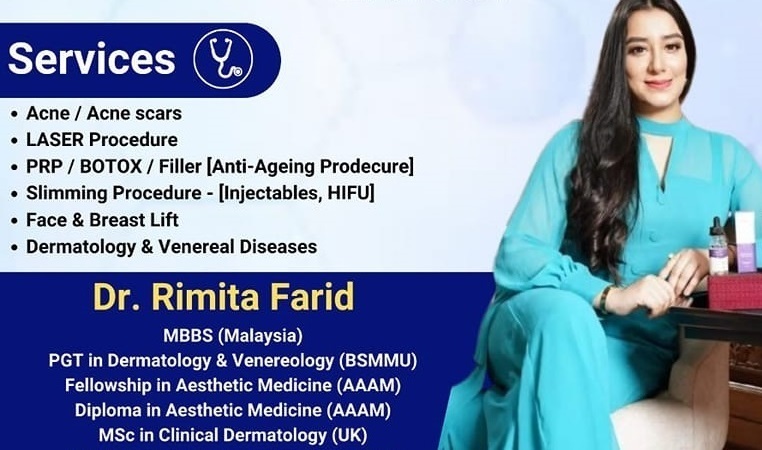 Services
• Acne / Acne scars
• LASER Procedure
• PRP / BOTOX / Filler [Anti-Ageing Prodecure]
• Slimming Procedure - [Injectables, HIFU]
• Face & Breast Lift
• Dermatology & Venereal Diseases
Dr. Rimita Farid
MBBS (Malaysia)
PGT in Dermatology & Venereology (BSMMU)
Fellowship in Aesthetic Medicine (AAAM)
Diploma in Aesthetic Medicine (AAAM)
MSc in Clinical Dermatology (UK)